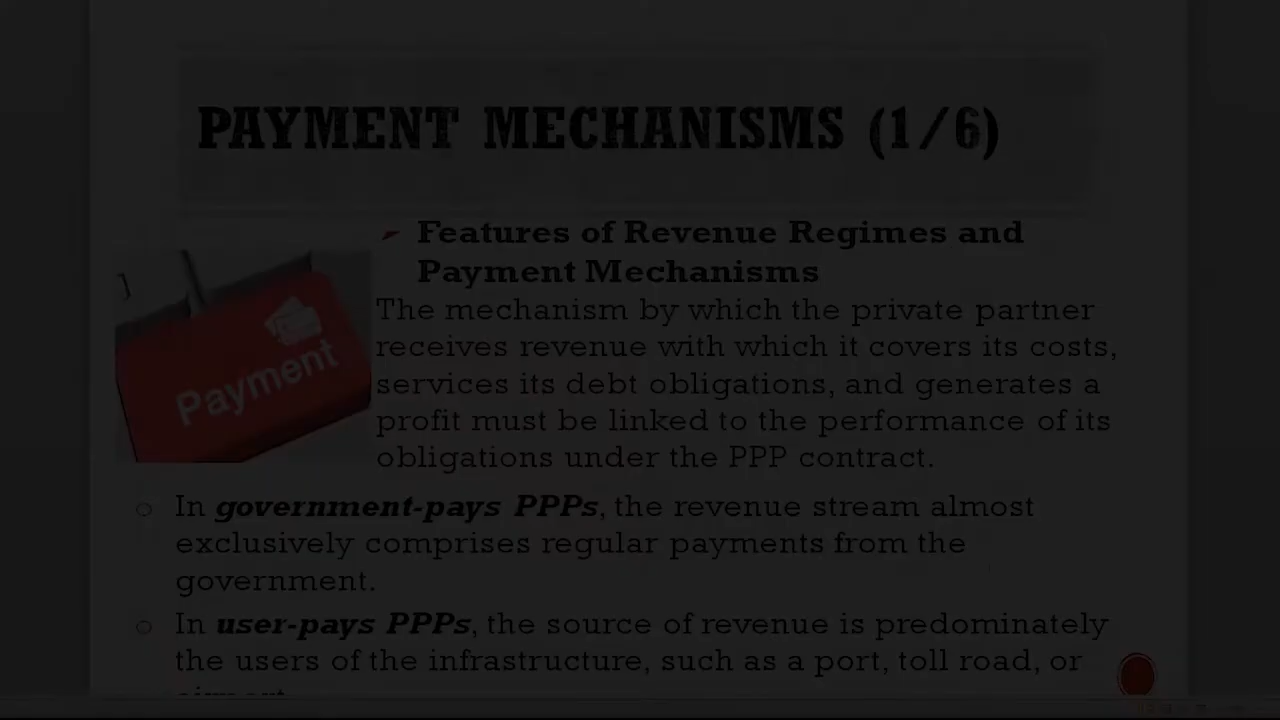 PAYMENT MECHANISMS (1/6)
Features of Revenue Regimes and
Payment Mechanisms
The mechanism by which the private partner
receives revenue with which it covers its costs,
services its debt obligations, and generates a
profit must be linked to the performance of its
obligations under the PPP contract.
Payment
In government-pays PPPs, the revenue stream almost
exclusively comprises regular payments from the
government.
In user-pays PPPs, the source of revenue is predominately
the users of the infrastructure, such as a port, toll road, or